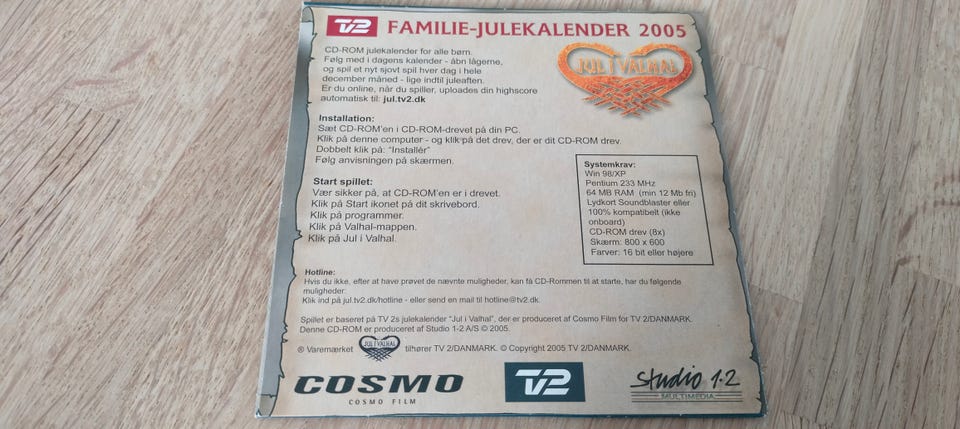 TV2 FAMILIE-JULEKALENDER 2005
CD-ROM julekalender for alle børn.
Følg med i dagens kalender - åbn lågerne,
og spil et nyt sjovt spil hver dag i hele
december måned - lige indtil juleaften.
Er du online, når du spiller, uploades din highscore
automatisk til: jul.tv2.dk
JUL I VALHAL
Installation:
Sæt CD-ROM'en i CD-ROM-drevet på din PC.
Klik på denne computer - og klik på det drev, der er dit CD-ROM drev.
Dobbelt klik på: "Installér"
Følg anvisningen på skærmen.
Start spillet:
Vær sikker på, at CD-ROM'en er i drevet.
Klik på Start ikonet på dit skrivebord.
Klik på programmer.
Klik på Valhal-mappen.
Klik på Jul i Valhal.
Systemkrav:
Win 98/XP
Pentium 233 MHz
64 MB RAM (min 12 Mb fri)
Lydkort Soundblaster eller
100% kompatibelt (ikke
onboard)
CD-ROM drev (8x)
Skærm: 800 x 600
Farver: 16 bit eller højere
Hotline:
Hvis du ikke, efter at have prøvet de nævnte muligheder, kan få CD-Rommen til at starte, har du følgende
muligheder:
Klik ind på jul.tv2.dk/hotline - eller send en mail til hotline@tv2.dk.
Spillet er baseret på TV 2s julekalender "Jul i Valhal", der er produceret af Cosmo Film for TV 2/DANMARK.
Denne CD-ROM er produceret af Studio 1-2 A/S © 2005.
® Varemærket JUL I VALHAL tilhører TV 2/DANMARK. © Copyright 2005 TV 2/DANMARK.
COSMO
COSMO FILM
TV2
Studio 1-2
MULTIMEDIA